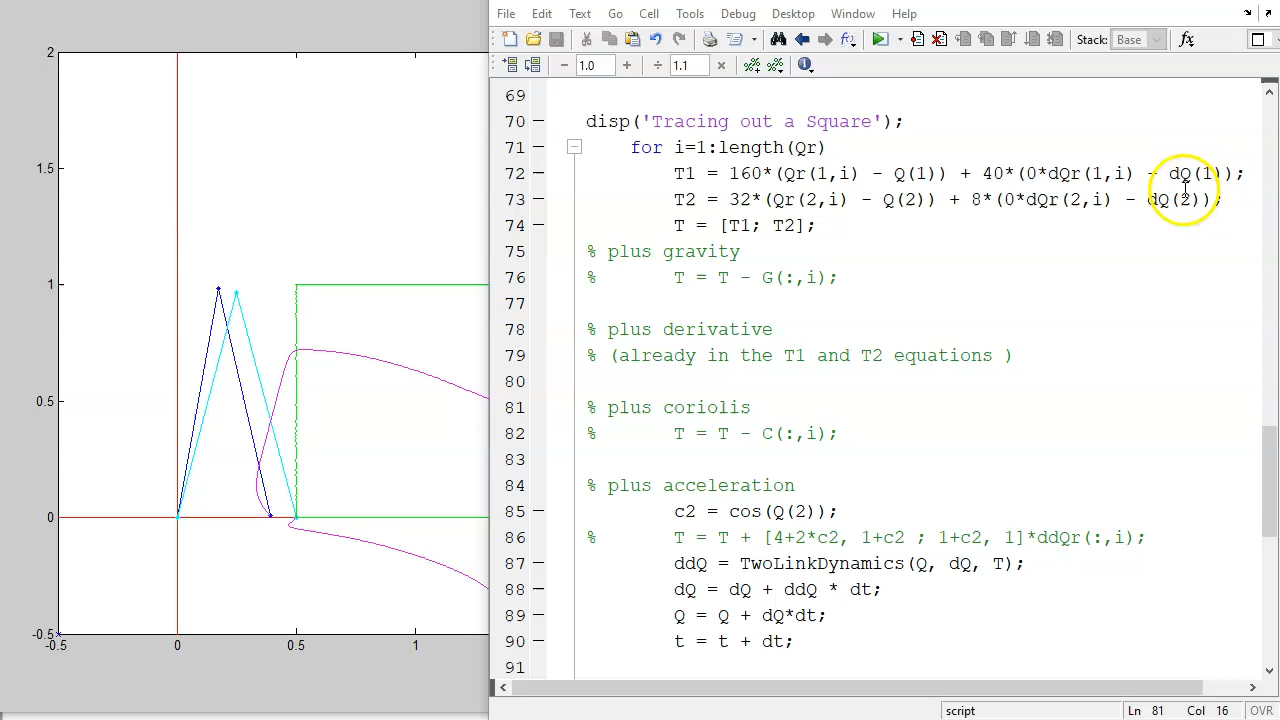 File Edit Text Go Cell Tools Debug Desktop Window Help
Stack: Base fx
1.0 + ÷ 1.1 ×
69
70 — disp('Tracing out a Square');
71 — for i=1:length(Qr)
72 — T1 = 160*(Qr(1,i) - Q(1)) + 40*(0*dQr(1,i) - dQ(1));
73 — T2 = 32*(Qr(2,i) - Q(2)) + 8*(0*dQr(2,i) - dQ(2));
74 — T = [T1; T2];
75 % plus gravity
76 % T = T - G(:,i);
77
78 % plus derivative
79 % (already in the T1 and T2 equations )
80
81 % plus coriolis
82 % T = T - C(:,i);
83
84 % plus acceleration
85 — c2 = cos(Q(2));
86 % T = T + [4+2*c2, 1+c2 ; 1+c2, 1]*ddQr(:,i);
87 — ddQ = TwoLinkDynamics(Q, dQ, T);
88 — dQ = dQ + ddQ * dt;
89 — Q = Q + dQ*dt;
90 — t = t + dt;
91
2
1.5
1
0.5
0
-0.5
-0.5 0 0.5 1
script Ln 81 Col 16 OVR